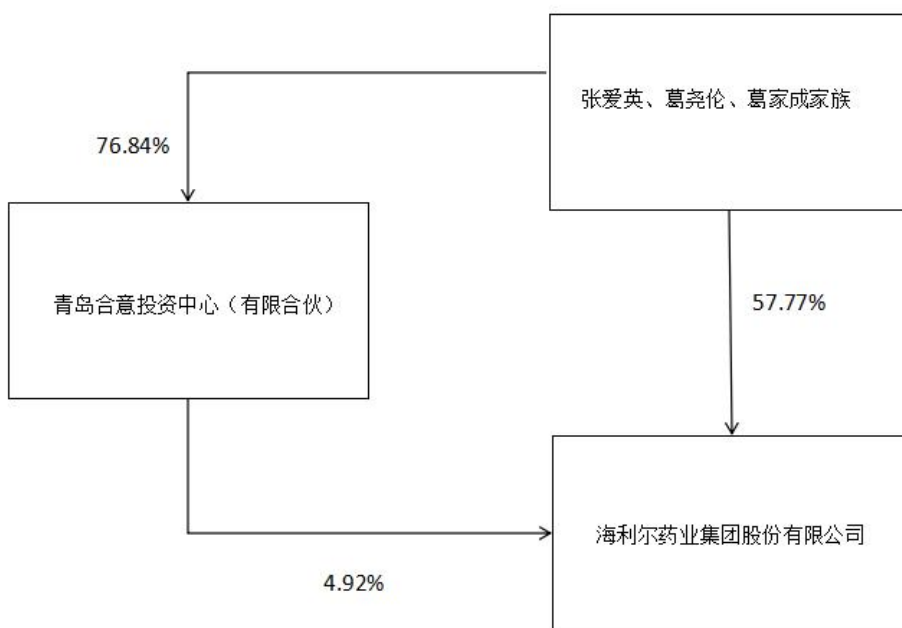 张爱英、葛尧伦、葛家成家族
76.84%
青岛合意投资中心（有限合伙）
57.77%
海利尔药业集团股份有限公司
4.92%